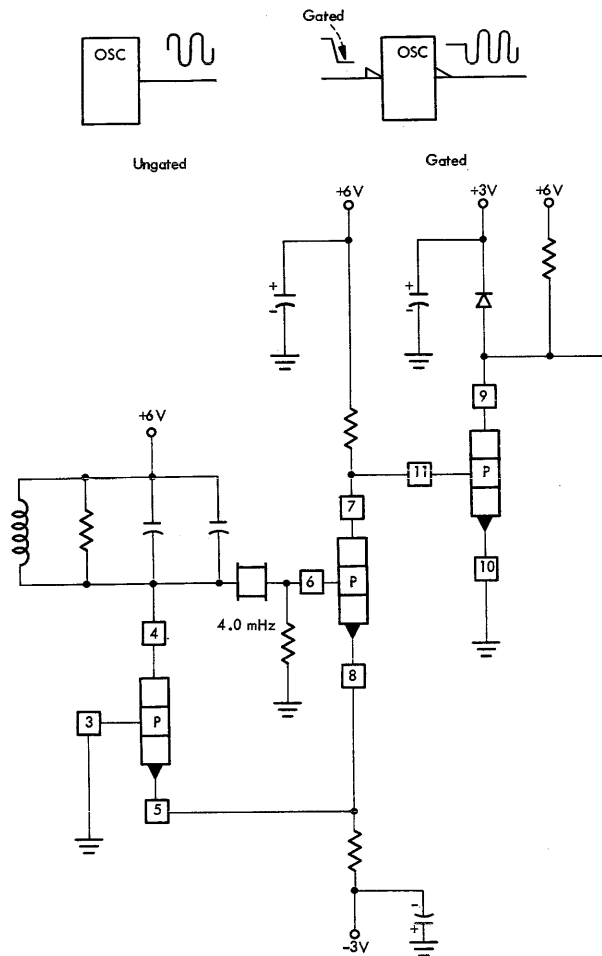 Gated
OSC
OSC
Ungated
Gated
+6V
+3V
+6V
+
-
+
-
9
+6V
11
P
7
10
6
P
4.0 mHz
4
8
3
P
5
-
+
-3V